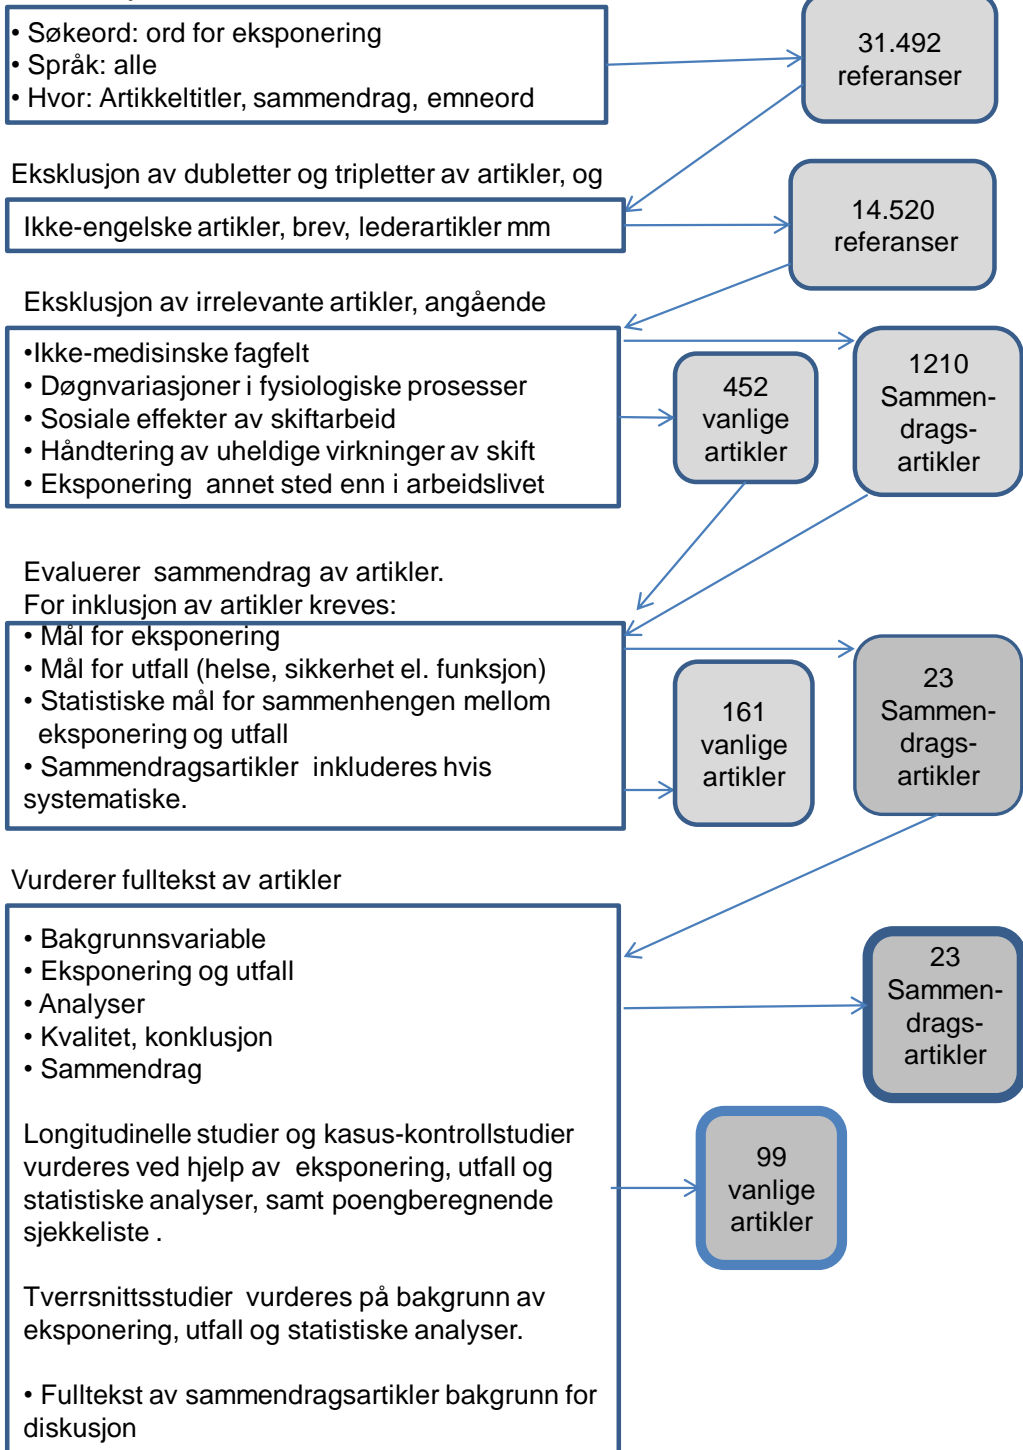 • Søkeord: ord for eksponering
• Språk: alle
• Hvor: Artikkeltitler, sammendrag, emneord
31.492
referanser
Eksklusjon av dubletter og tripletter av artikler, og
Ikke-engelske artikler, brev, lederartikler mm
14.520
referanser
Eksklusjon av irrelevante artikler, angående
•Ikke-medisinske fagfelt
• Døgnvariasjoner i fysiologiske prosesser
• Sosiale effekter av skiftarbeid
• Håndtering av uheldige virkninger av skift
• Eksponering annet sted enn i arbeidslivet
452
vanlige
artikler
1210
Sammen-
drags-
artikler
Evaluerer sammendrag av artikler.
For inklusjon av artikler kreves:
• Mål for eksponering
• Mål for utfall (helse, sikkerhet el. funksjon)
• Statistiske mål for sammenhengen mellom
eksponering og utfall
• Sammendragsartikler inkluderes hvis
systematiske.
161
vanlige
artikler
23
Sammen-
drags-
artikler
Vurderer fulltekst av artikler
• Bakgrunnsvariable
• Eksponering og utfall
• Analyser
• Kvalitet, konklusjon
• Sammendrag
Longitudinelle studier og kasus-kontrollstudier
vurderes ved hjelp av eksponering, utfall og
statistiske analyser, samt poengberegnende
sjekkeliste .
Tverrsnittsstudier vurderes på bakgrunn av
eksponering, utfall og statistiske analyser.
• Fulltekst av sammendragsartikler bakgrunn for
diskusjon
23
Sammen-
drags-
artikler
99
vanlige
artikler